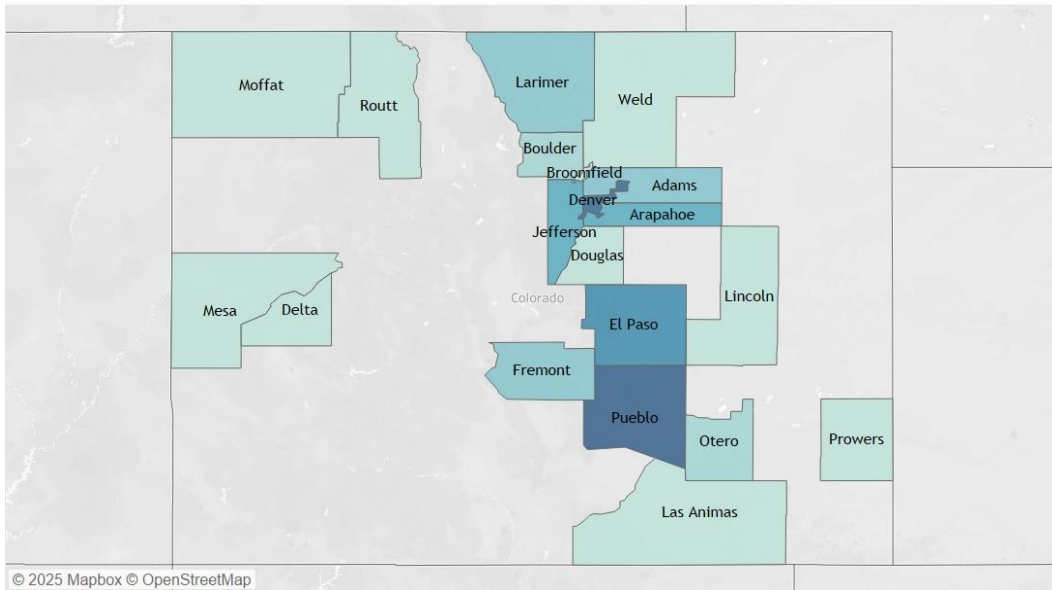 Moffat
Routt
Larimer
Weld
Boulder
Broomfield
Adams
Denver
Arapahoe
Jefferson
Douglas
Mesa
Delta
Colorado
Lincoln
El Paso
Fremont
Pueblo
Otero
Prowers
Las Animas
© 2025 Mapbox © OpenStreetMap